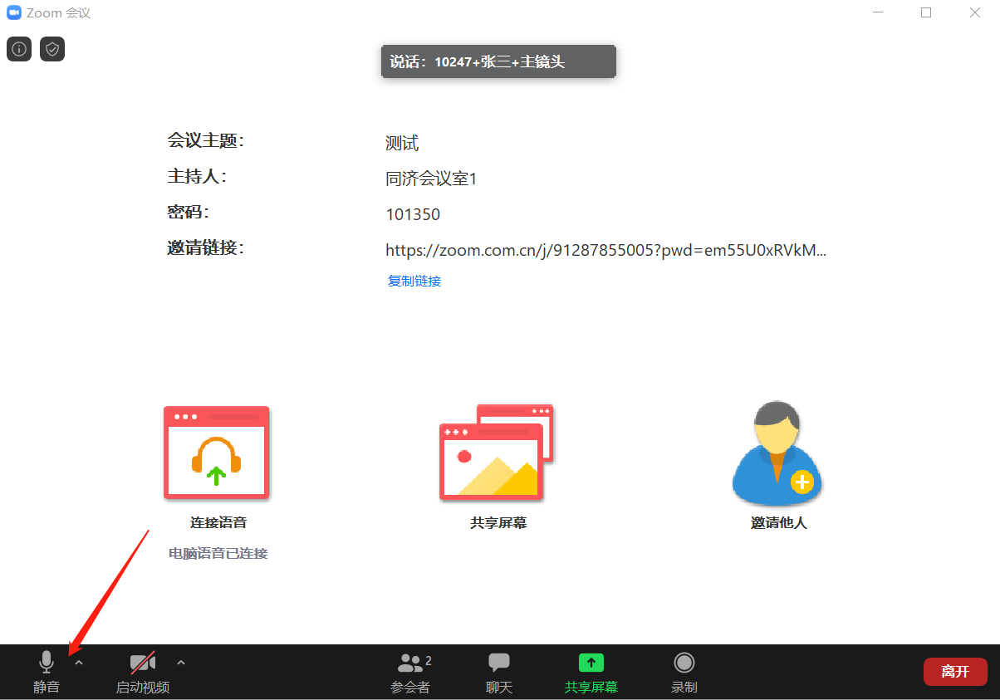 Zoom 会议
说话：10247+张三+主镜头
会议主题：
测试
主持人：
同济会议室1
密码：
101350
邀请链接：
https://zoom.com.cn/j/91287855005?pwd=em55U0xRVkM...
复制链接
连接语音
共享屏幕
邀请他人
电脑语音已连接
静音
启动视频
2
参会者
聊天
共享屏幕
录制
离开